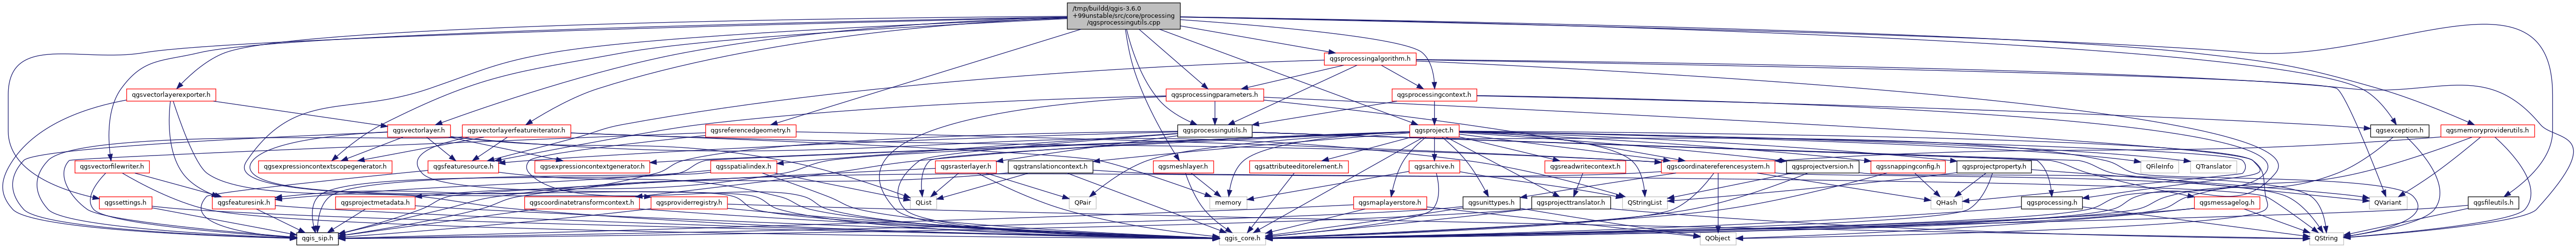 /tmp/buildd/qgis-3.6.0
+99unstable/src/core/processing
/qgsprocessingutils.cpp
qgsprocessingalgorithm.h
qgsvectorlayerexporter.h
qgsprocessingparameters.h
qgsprocessingcontext.h
qgsvectorlayer.h
qgsvectorlayerfeatureiterator.h
qgsreferencedgeometry.h
qgsprocessingutils.h
qgsproject.h
qgsexception.h
qgsmemoryproviderutils.h
qgsvectorfilewriter.h
qgsexpressioncontextscopegenerator.h
qgsfeaturesource.h
qgsexpressioncontextgenerator.h
qgsspatialindex.h
qgsrasterlayer.h
qgstranslationcontext.h
qgsmeshlayer.h
qgsattributeeditorelement.h
qgsarchive.h
qgsreadwritecontext.h
qgscoordinatereferencesystem.h
qgsprojectversion.h
qgssnappingconfig.h
qgsprojectproperty.h
QFileInfo
QTranslator
qgssettings.h
qgsfeaturesink.h
qgsprojectmetadata.h
qgscoordinatetransformcontext.h
qgsproviderregistry.h
QList
QPair
memory
qgsmaplayerstore.h
qgsunittypes.h
qgsprojecttranslator.h
QStringList
QHash
qgsprocessing.h
qgsmessagelog.h
QVariant
qgsfileutils.h
qgis_sip.h
qgis_core.h
QObject
QString